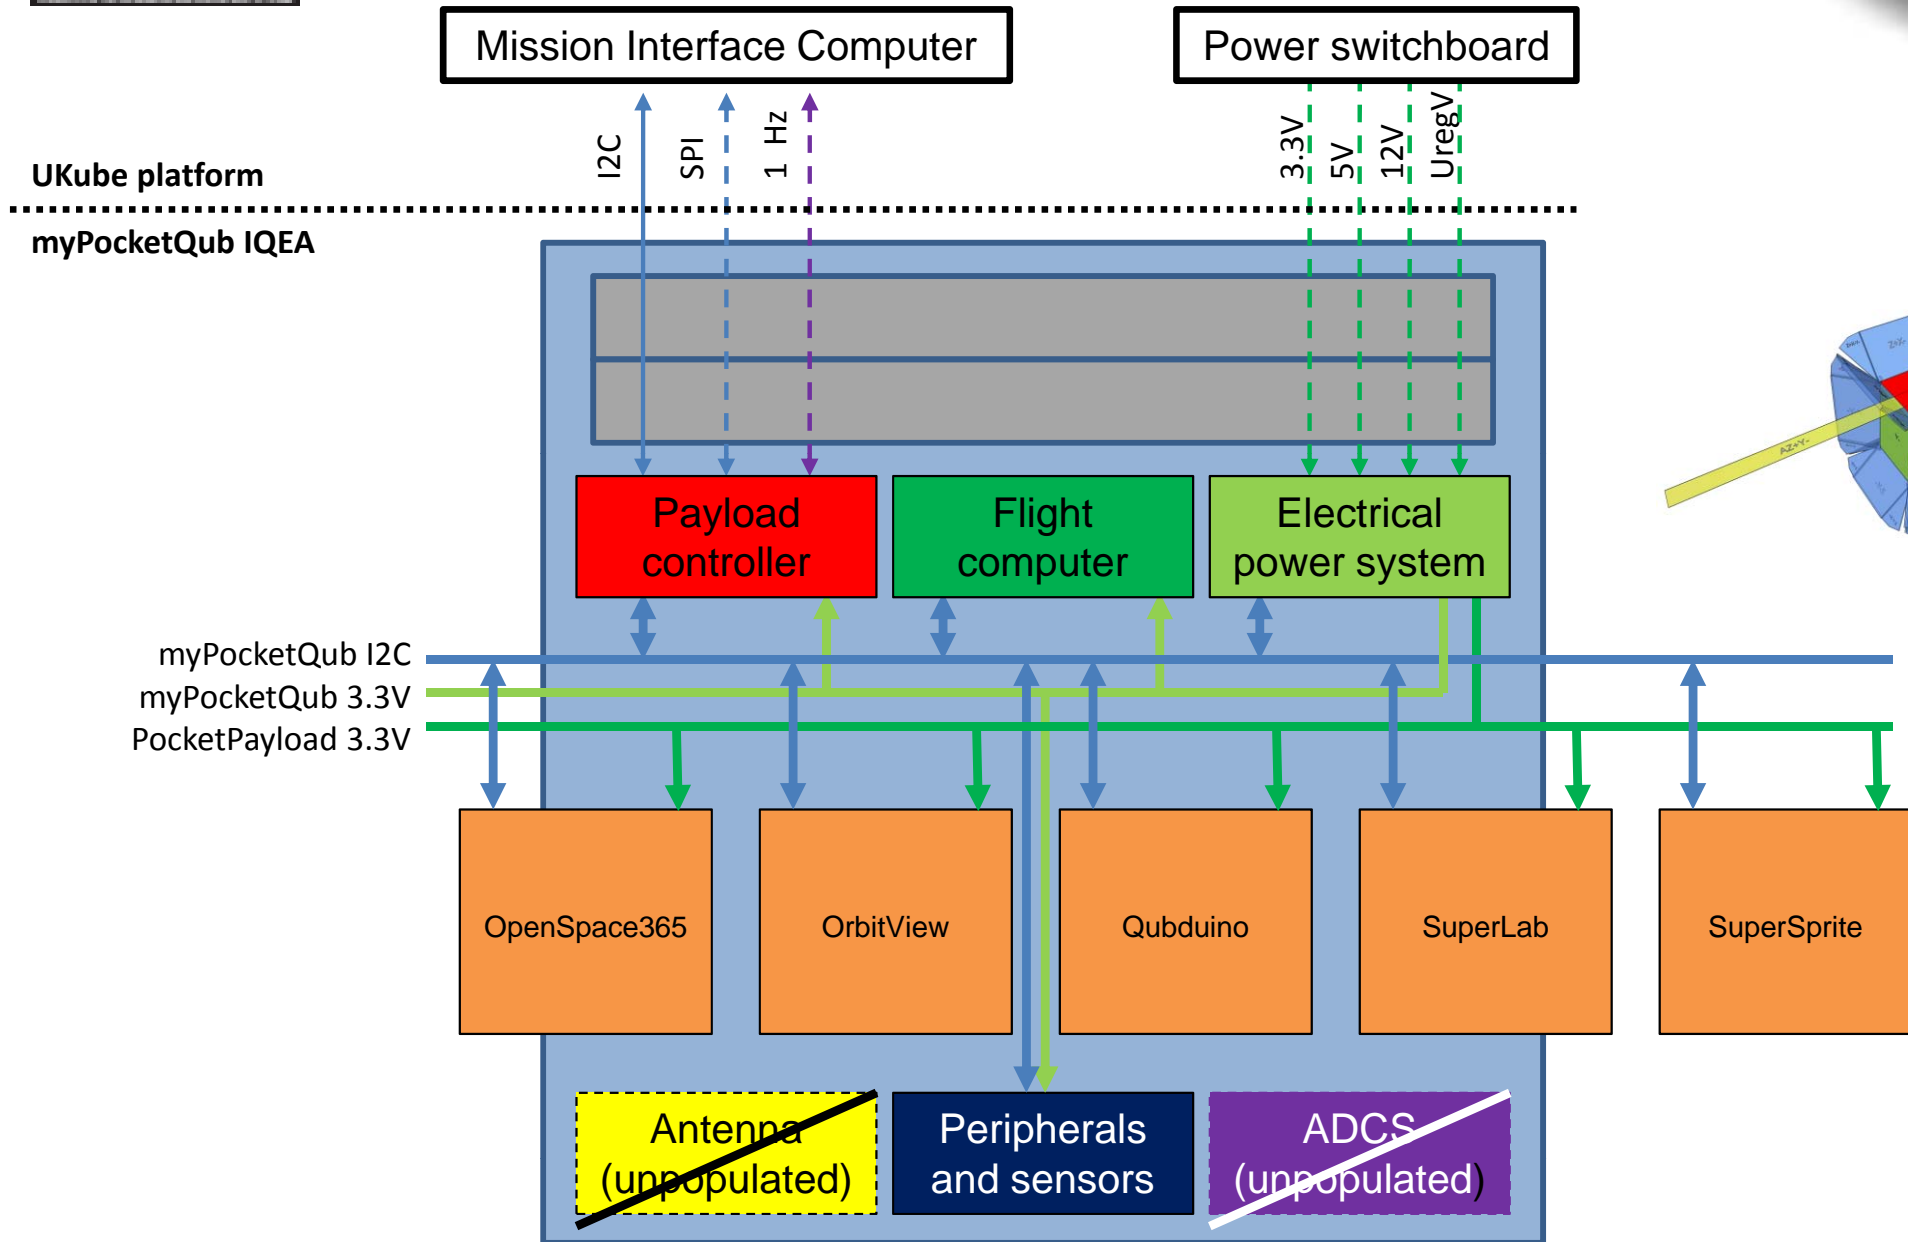 Mission Interface Computer
Power switchboard
I2C
SPI
1 Hz
3.3V
5V
12V
UregV
UKube platform
myPocketQub IQEA
Payload
controller
Flight
computer
Electrical
power system
myPocketQub I2C
myPocketQub 3.3V
PocketPayload 3.3V
OpenSpace365
OrbitView
Qubduino
SuperLab
SuperSprite
Antenna
(unpopulated)
Peripherals
and sensors
ADCS
(unpopulated)